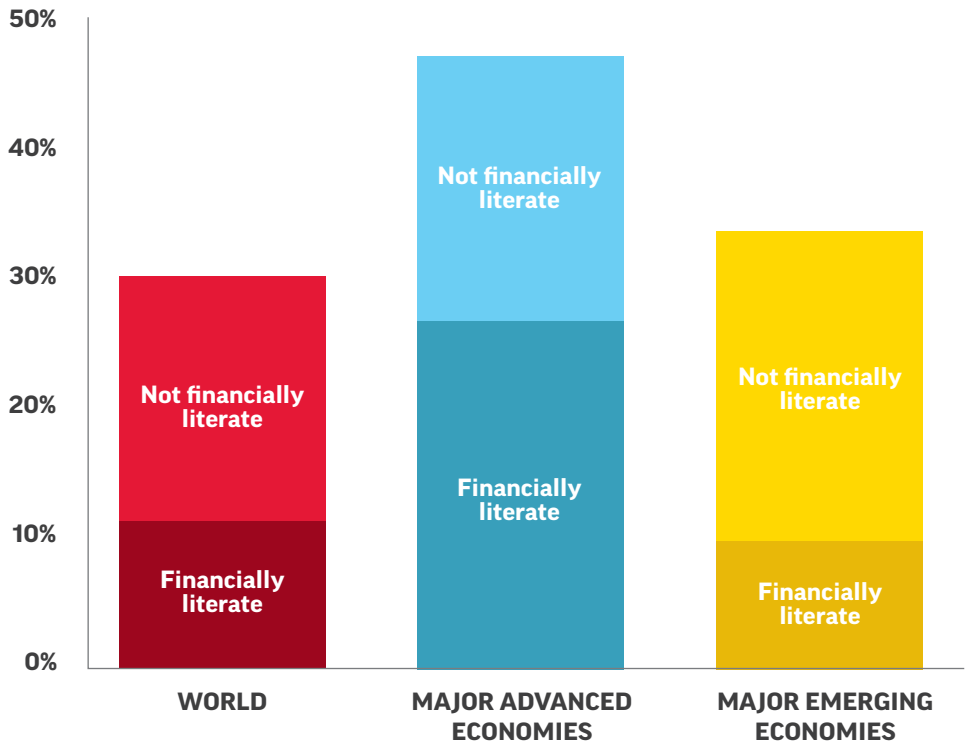 50%
40%
30%
20%
10%
0%
Not financially
literate
Financially
literate
Not financially
literate
Financially
literate
Not financially
literate
Financially
literate
WORLD
MAJOR ADVANCED
ECONOMIES
MAJOR EMERGING
ECONOMIES